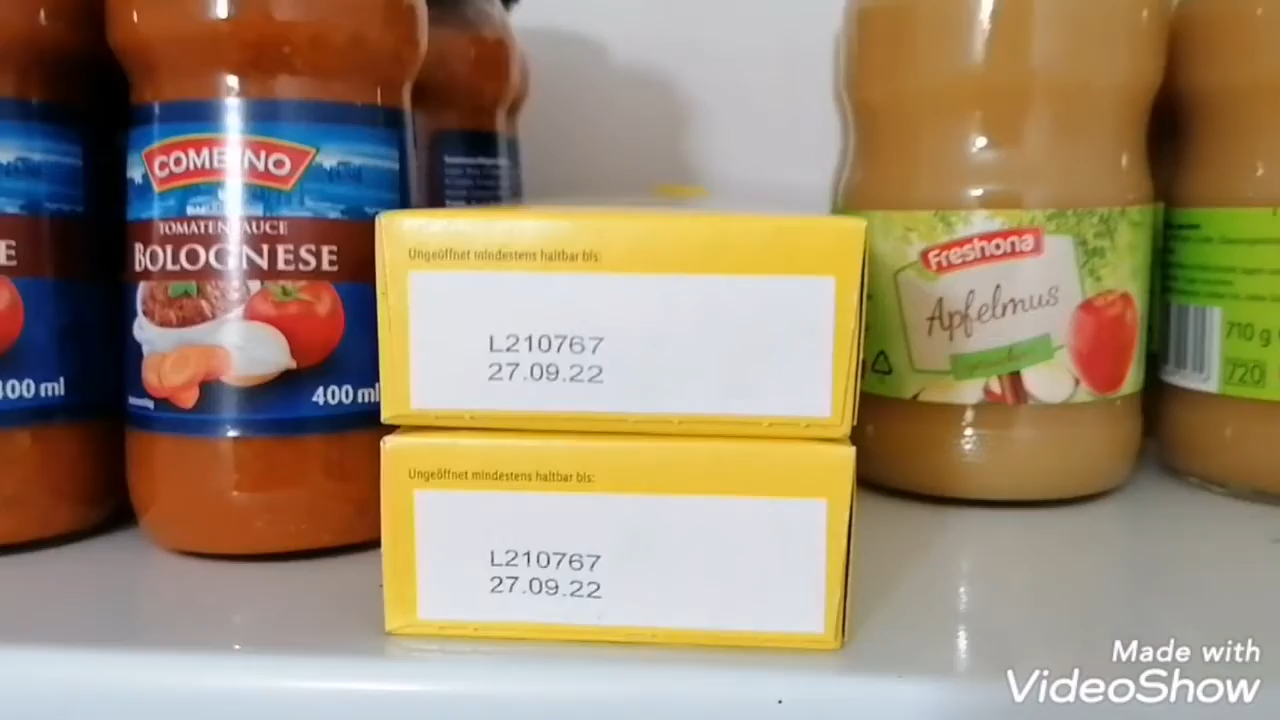 COMBINO
TOMATENSAUCE
BOLOGNESE
400 ml
E
400 ml
Ungeöffnet mindestens haltbar bis:
L210767
27.09.22
Ungeöffnet mindestens haltbar bis:
L210767
27.09.22
Freshona
Apfelmus
710 g
720
Made with
VideoShow